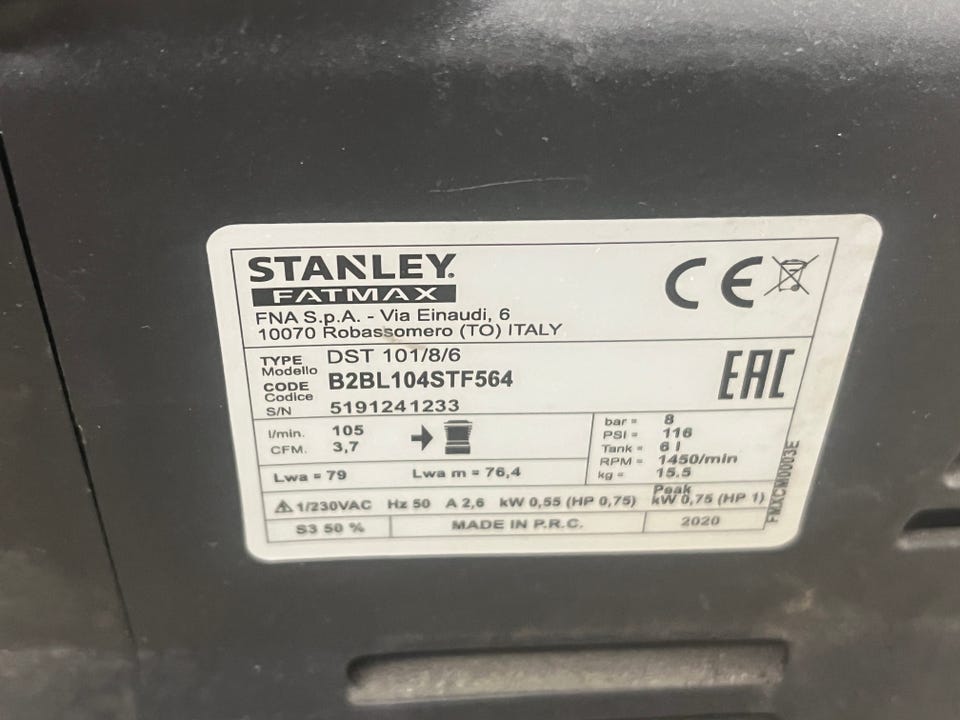 STANLEY.
FATMAX
CE
FNA S.p.A. - Via Einaudi, 6
10070 Robassomero (TO) ITALY
TYPE DST 101/8/6
Modello
CODE B2BL104STF564
Codice
S/N 5191241233
EAC
l/min. 105
CFM. 3,7
bar = 8
PSI = 116
Tank = 6 l
RPM = 1450/min
kg = 15.5
Lwa = 79 Lwa m = 76,4
1/230VAC Hz 50 A 2,6 kW 0,55 (HP 0,75) Peak kW 0,75 (HP 1)
S3 50 % MADE IN P.R.C. 2020
FMXCM0003E